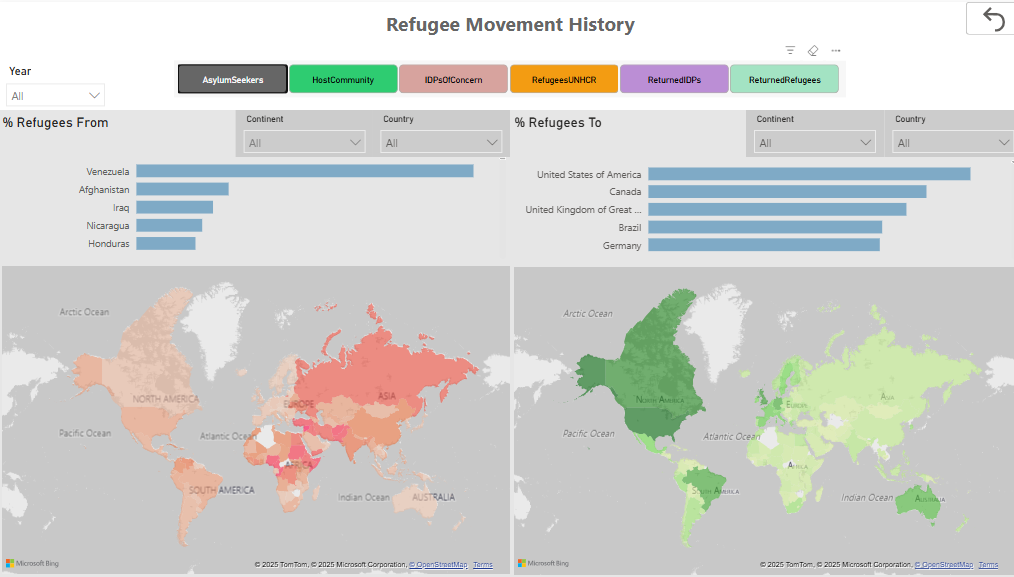 Refugee Movement History
Year
All
AsylumSeekers
HostCommunity
IDPsOfConcern
RefugeesUNHCR
ReturnedIDPs
ReturnedRefugees
% Refugees From
Continent
All
Country
All
% Refugees To
Continent
All
Country
All
Venezuela
Afghanistan
Iraq
Nicaragua
Honduras
United States of America
Canada
United Kingdom of Great ...
Brazil
Germany
Arctic Ocean
NORTH AMERICA
EUROPE
ASIA
Pacific Ocean
Atlantic Ocean
AFRICA
SOUTH AMERICA
Indian Ocean
AUSTRALIA
Microsoft Bing
© 2025 TomTom, © 2025 Microsoft Corporation, © OpenStreetMap Terms
Arctic Ocean
NORTH AMERICA
EUROPE
ASIA
Pacific Ocean
Atlantic Ocean
AFRICA
SOUTH AMERICA
Indian Ocean
AUSTRALIA
Microsoft Bing
© 2025 TomTom, © 2025 Microsoft Corporation, © OpenStreetMap Terms